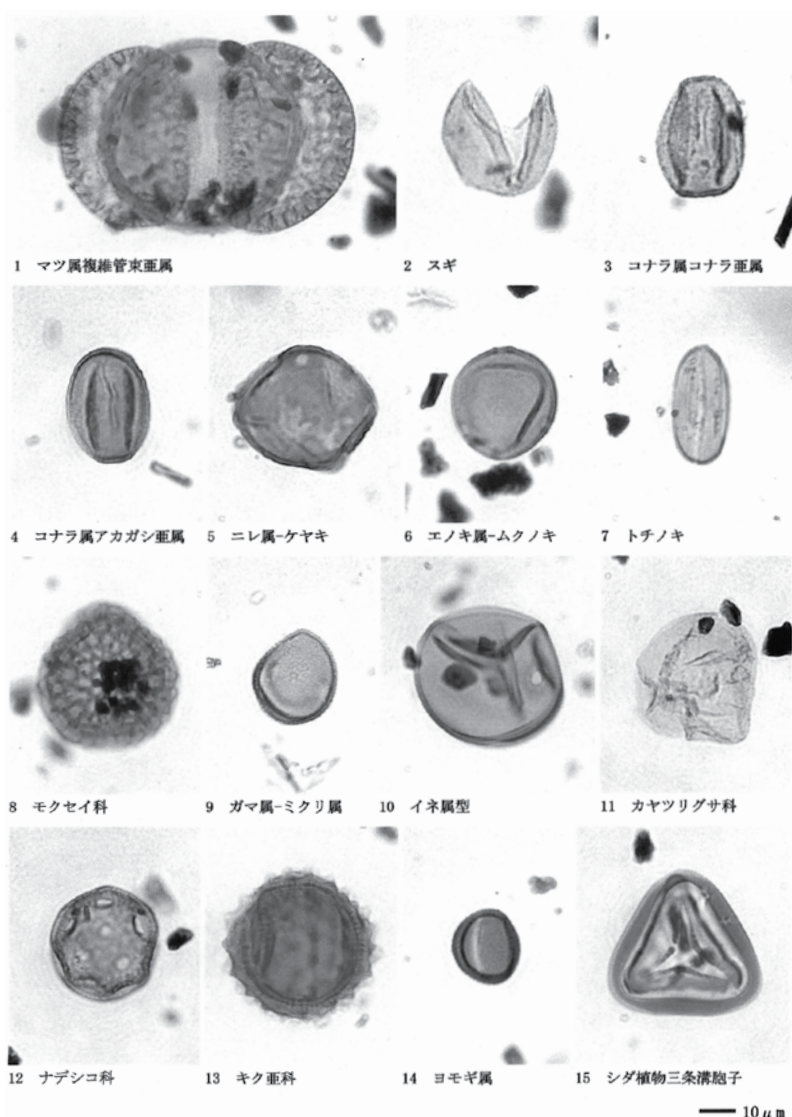 1 マツ属複維管束亜属
2 スギ
3 コナラ属コナラ亜属
4 コナラ属アカガシ亜属
5 ニレ属-ケヤキ
6 エノキ属-ムクノキ
7 トチノキ
8 モクセイ科
9 ガマ属-ミクリ属
10 イネ属型
11 カヤツリグサ科
12 ナデシコ科
13 キク亜科
14 ヨモギ属
15 シダ植物三条溝胞子
10μm